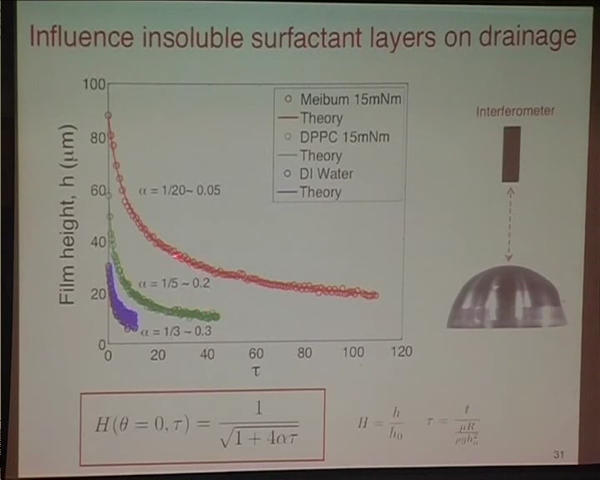 Influence insoluble surfactant layers on drainage
100
80
60
40
20
0
Film height, h (μm)
0 20 40 60 80 100 120
τ
○ Meibum 15mNm
— Theory
○ DPPC 15mNm
— Theory
○ DI Water
— Theory
α = 1/20~ 0.05
α = 1/5 ~ 0.2
α = 1/3 ~ 0.3
Interferometer
H(θ = 0, τ) = 1 / √(1 + 4ατ)
H = h / h₀
τ = t / (μR / ρgh₀²)
31